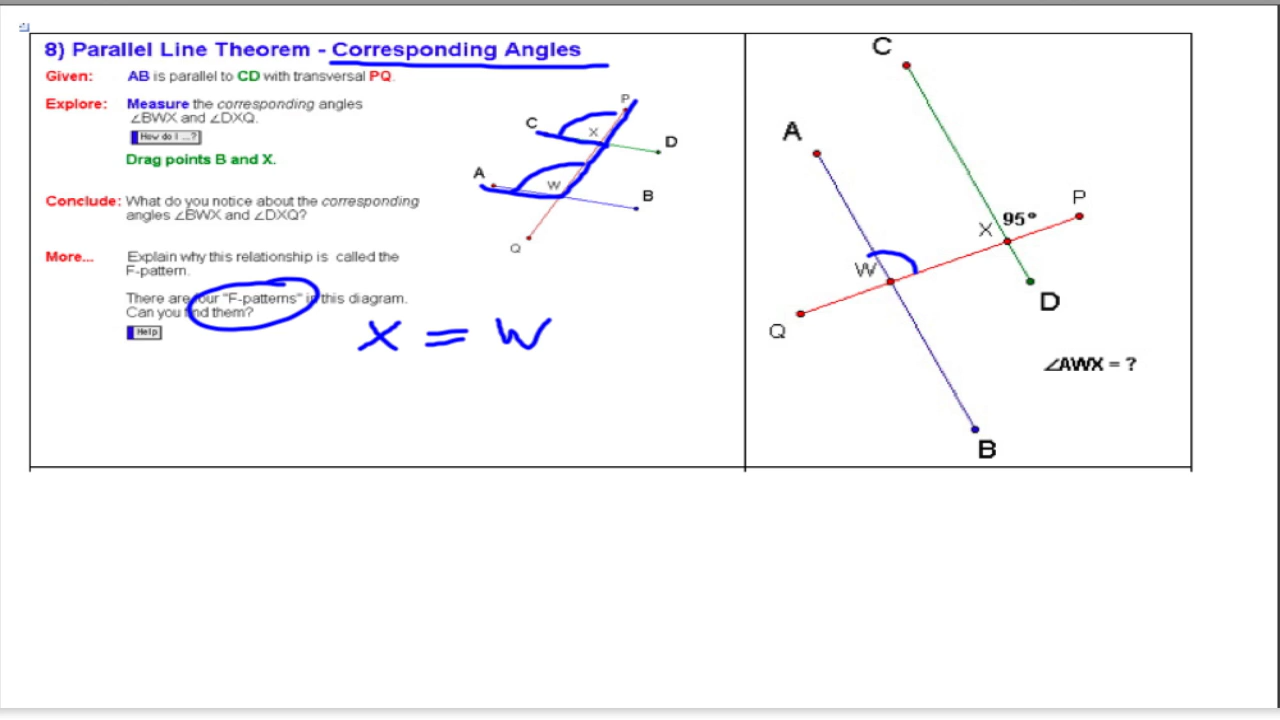 8) Parallel Line Theorem - Corresponding Angles
Given: AB is parallel to CD with transversal PQ.
Explore: Measure the corresponding angles
∠BWX and ∠DXQ.
How do I ...?
Drag points B and X.
Conclude: What do you notice about the corresponding
angles ∠BWX and ∠DXQ?
More... Explain why this relationship is called the
F-pattern.
There are four "F-patterns" in this diagram.
Can you find them?
Help
P
C
X
D
A
W
B
Q
X = W
C
A
P
95°
X
W
D
Q
∠AWX = ?
B